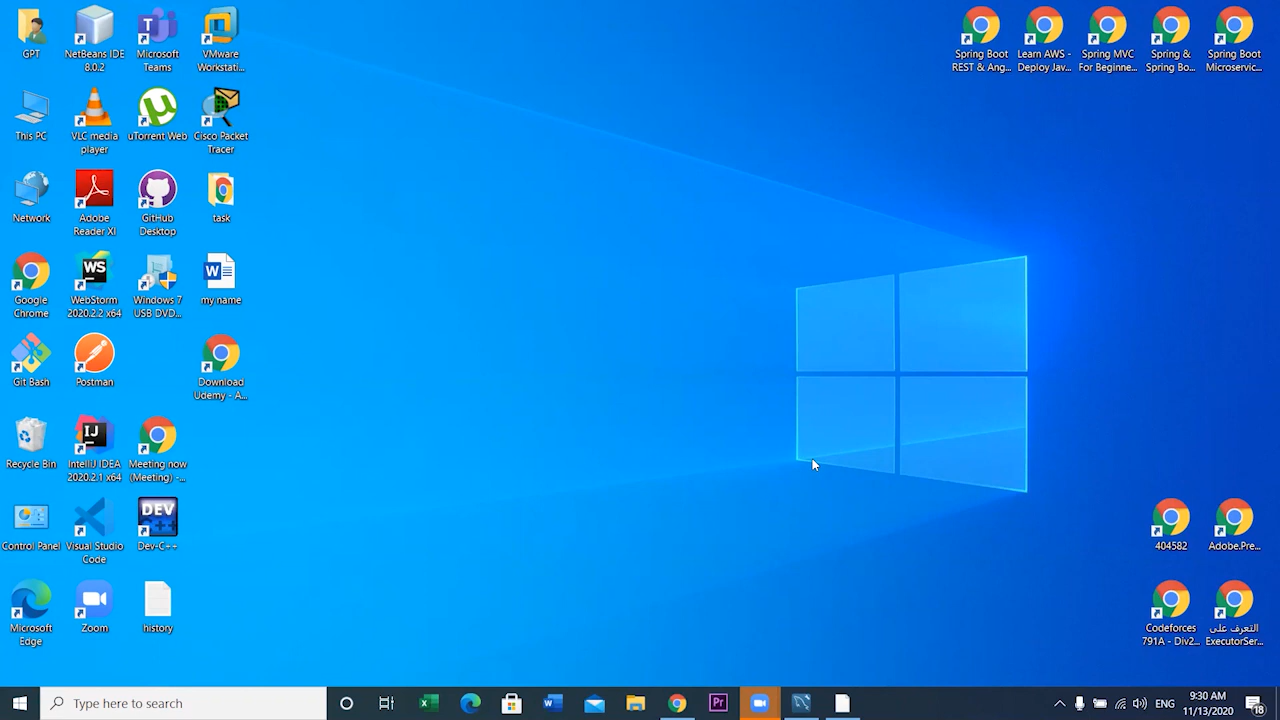 GPT
NetBeans IDE
8.0.2
Microsoft
Teams
VMware
Workstati...
Spring Boot
REST & Ang...
Learn AWS -
Deploy Jav...
Spring MVC
For Beginne...
Spring &
Spring Bo...
Spring Boot
Microservic...
This PC
VLC media
player
uTorrent Web
Cisco Packet
Tracer
Network
Adobe
Reader XI
GitHub
Desktop
task
Google
Chrome
WS
WebStorm
2020.2.2 x64
Windows 7
USB DVD...
my name
Git Bash
Postman
Download
Udemy - A...
Recycle Bin
IJ
IntelliJ IDEA
2020.2.1 x64
Meeting now
(Meeting) -...
Control Panel
Visual Studio
Code
DEV
C++
Dev-C++
404582
Adobe.Pre...
Microsoft
Edge
Zoom
history
Codeforces
791A - Div2...
التعرف على
ExecutorSer...
Type here to search
Pr
ENG
9:30 AM
11/13/2020
18